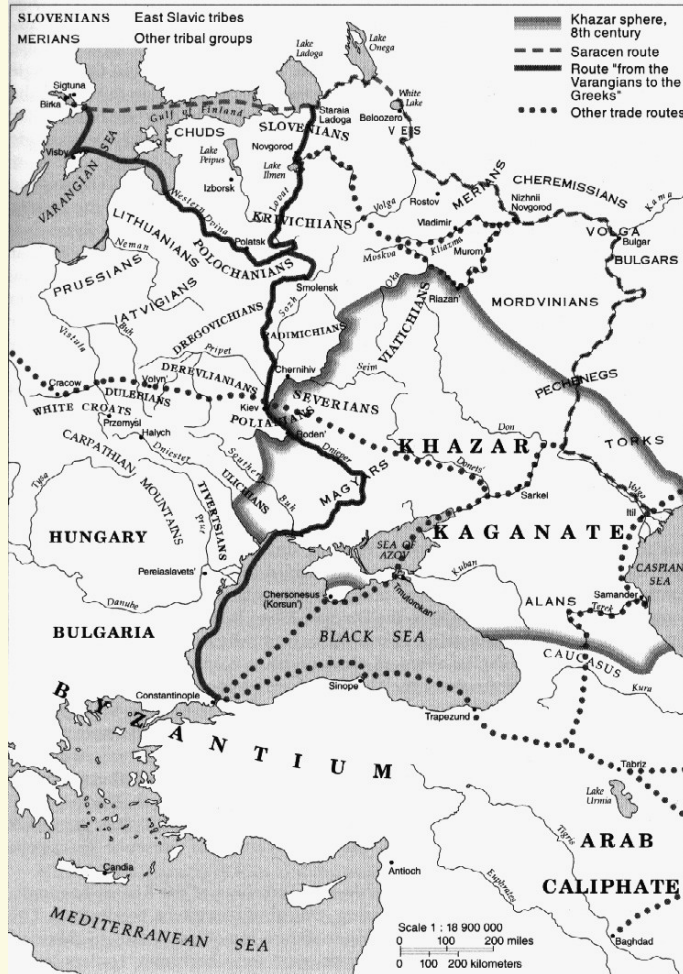 SLOVENIANS East Slavic tribes
MERIANS Other tribal groups
Khazar sphere,
8th century
Saracen route
Route "from the
Varangians to the
Greeks"
Other trade routes
Lake
Onega
Lake
Ladoga
Sigtuna
Birka
Gulf of Finland
Staraia
Ladoga
White
Lake
Beloozero
VES
CHUDS
SLOVENIANS
Visby
VARANGIAN SEA
Lake
Peipus
Novgorod
Lake
Ilmen
Izborsk
Lovat
Western Dvina
KRIVICHIANS
Volga
Rostov
MERIANS
CHEREMISSIANS
Nizhnii
Novgorod
Kama
Vladimir
Kliazma
Moskva
Murom
VOLGA
Bulgar
BULGARS
LITHUANIANS
Neman
Polatsk
POLOCHANIANS
PRUSSIANS
IATVIGIANS
Smolensk
Sozh
Oka
Riazan'
MORDVINIANS
DREGOVICHIANS
RADIMICHIANS
VIATICHIANS
Vistula
Buh
Pripet
Chernihiv
Seim
PECHENEGS
Cracow
Volyn'
DEREVLIANIANS
DULEPIANS
SEVERIANS
Kiev
WHITE CROATS
POLIANIANS
Przemysl
Halych
Roden'
Don
TORKS
Dniester
Dnieper
KHAZAR
Donets'
CARPATHIAN
MOUNTAINS
Southern
Buh
ULICHIANS
MAGYARS
Sarkel
Volga
Itil
Tysa
TIVERTSIANS
Prut
HUNGARY
KAGANATE
SEA OF
AZOV
CASPIAN
SEA
Pereiaslavets'
Kuban
Samander
Chersonesus
(Korsun')
Tmutorokan'
ALANS
Terek
Danube
BULGARIA
BLACK SEA
CAUCASUS
Kura
Constantinople
Sinope
Trapezund
BYZANTIUM
Tabriz
Lake
Urmia
Tigris
ARAB
CALIPHATE
Candia
Antioch
Euphrates
MEDITERRANEAN SEA
Scale 1 : 18 900 000
0 100 200 miles
0 100 200 kilometers
Baghdad